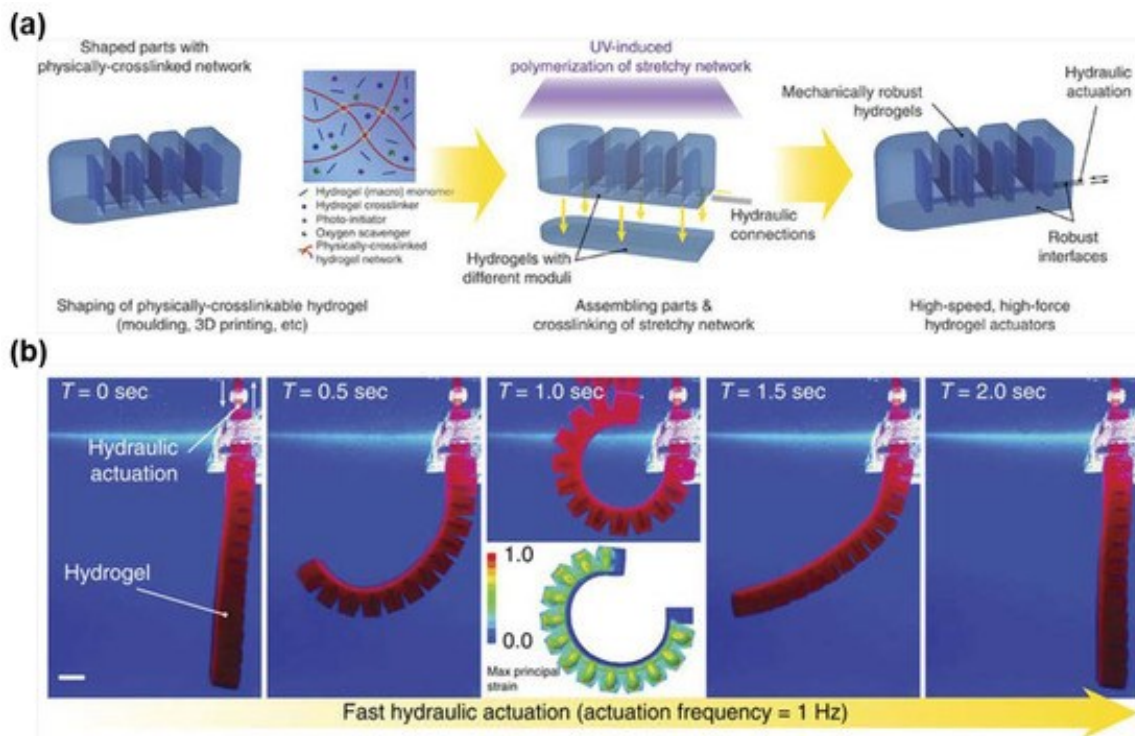 (a)
Shaped parts with
physically-crosslinked network
Hydrogel (macro) monomer
Hydrogel crosslinker
Photo-initiator
Oxygen scavenger
Physically-crosslinked
hydrogel network
Shaping of physically-crosslinkable hydrogel
(moulding, 3D printing, etc)
UV-induced
polymerization of stretchy network
Hydraulic
connections
Hydrogels with
different moduli
Assembling parts &
crosslinking of stretchy network
Mechanically robust
hydrogels
Hydraulic
actuation
Robust
interfaces
High-speed, high-force
hydrogel actuators
(b)
T = 0 sec
Hydraulic
actuation
Hydrogel
T = 0.5 sec
T = 1.0 sec
1.0
0.0
Max principal
strain
T = 1.5 sec
T = 2.0 sec
Fast hydraulic actuation (actuation frequency = 1 Hz)